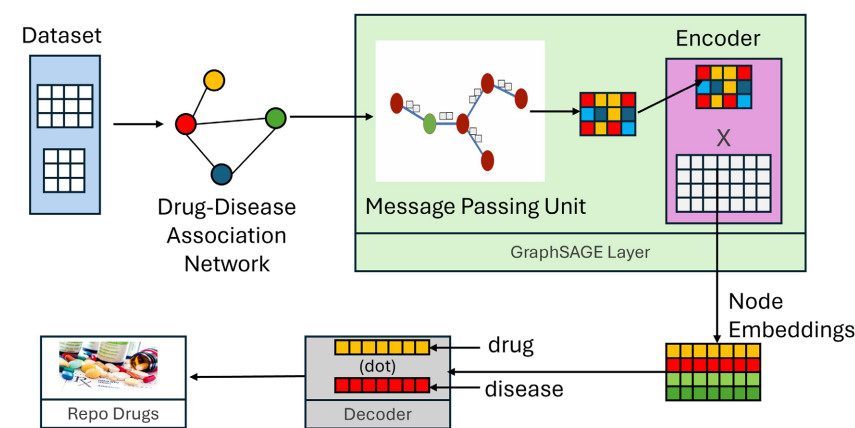 Dataset
Encoder
X
Drug-Disease
Association
Network
Message Passing Unit
GraphSAGE Layer
Node
Embeddings
drug
(dot)
disease
Decoder
Repo Drugs